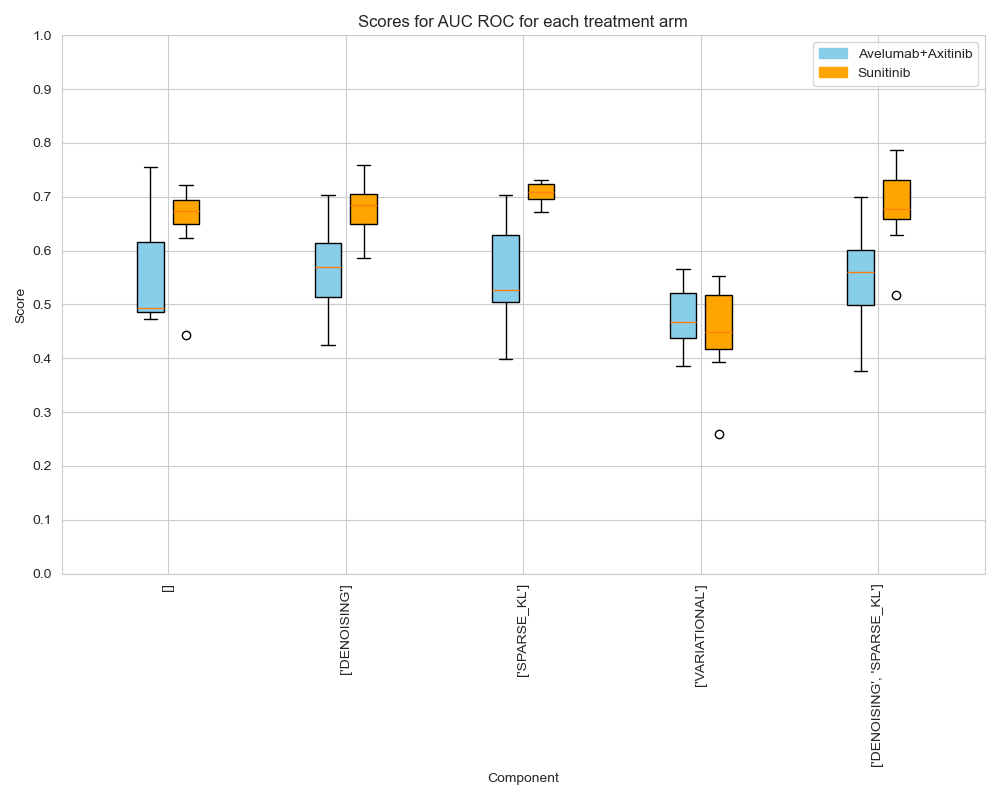 Scores for AUC ROC for each treatment arm
Avelumab+Axitinib
Sunitinib
Score
1.0
0.9
0.8
0.7
0.6
0.5
0.4
0.3
0.2
0.1
0.0
[]
['DENOISING']
['SPARSE_KL']
['VARIATIONAL']
['DENOISING', 'SPARSE_KL']
Component